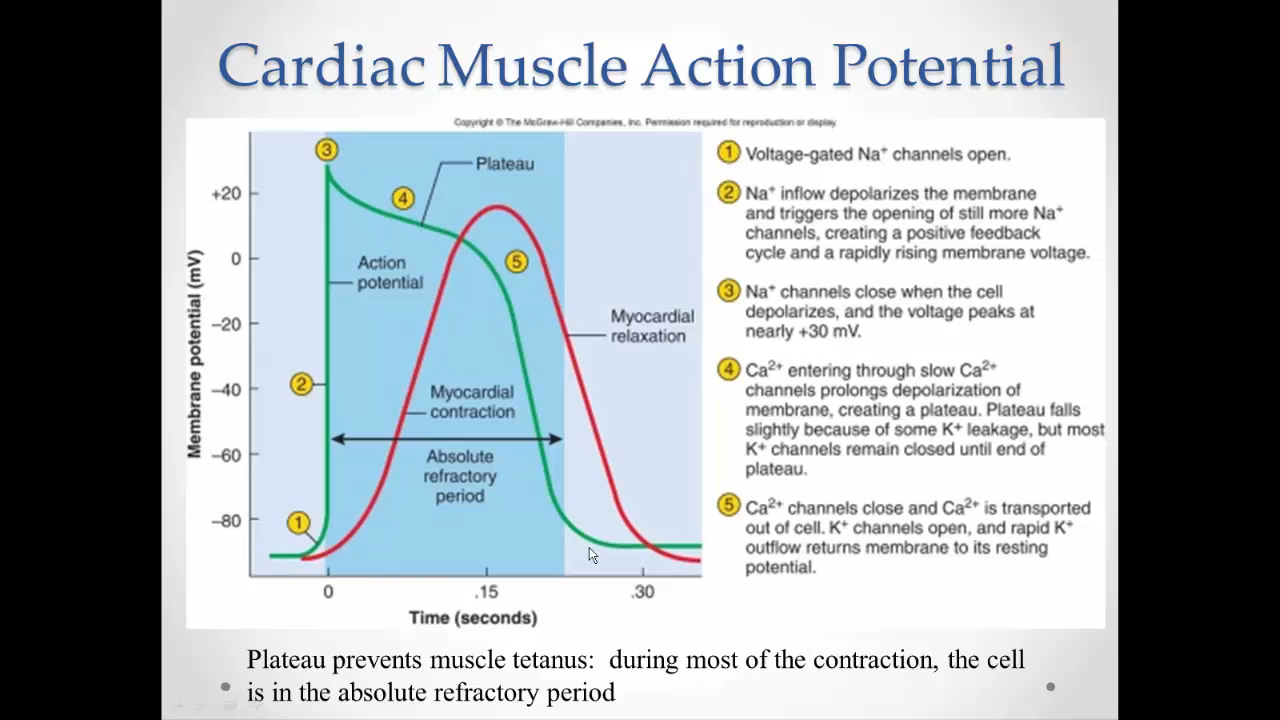 Cardiac Muscle Action Potential
Copyright © The McGraw-Hill Companies, Inc. Permission required for reproduction or display
Membrane potential (mV)
+20
0
–20
–40
–60
–80
3
4
5
2
1
Plateau
Action
potential
Myocardial
relaxation
Myocardial
contraction
Absolute
refractory
period
0
.15
.30
Time (seconds)
1 Voltage-gated Na⁺ channels open.
2 Na⁺ inflow depolarizes the membrane
and triggers the opening of still more Na⁺
channels, creating a positive feedback
cycle and a rapidly rising membrane voltage.
3 Na⁺ channels close when the cell
depolarizes, and the voltage peaks at
nearly +30 mV.
4 Ca²⁺ entering through slow Ca²⁺
channels prolongs depolarization of
membrane, creating a plateau. Plateau falls
slightly because of some K⁺ leakage, but most
K⁺ channels remain closed until end of
plateau.
5 Ca²⁺ channels close and Ca²⁺ is transported
out of cell. K⁺ channels open, and rapid K⁺
outflow returns membrane to its resting
potential.
Plateau prevents muscle tetanus: during most of the contraction, the cell
is in the absolute refractory period